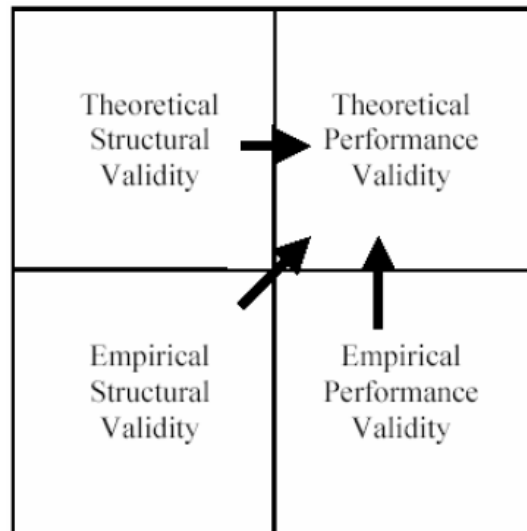 Theoretical
Structural
Validity
Theoretical
Performance
Validity
Empirical
Structural
Validity
Empirical
Performance
Validity